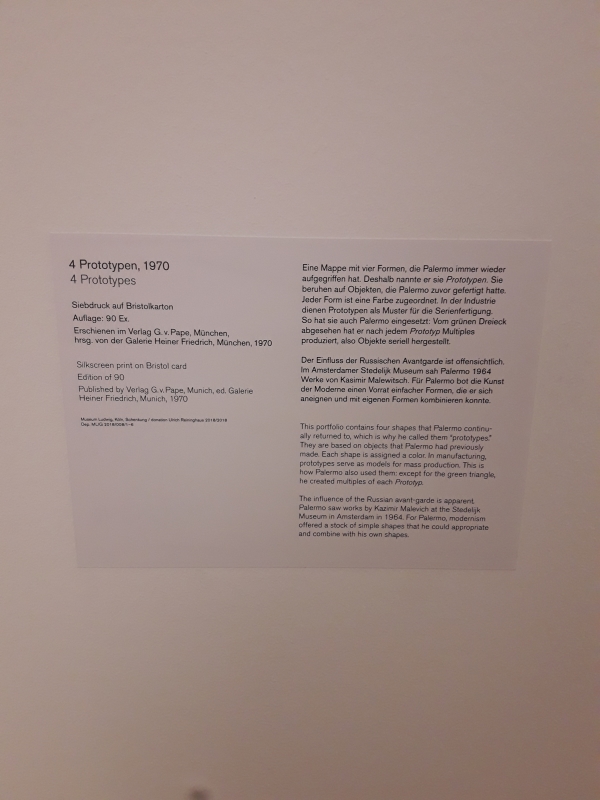 4 Prototypen, 1970
4 Prototypes
Siebdruck auf Bristolkarton
Auflage: 90 Ex.
Erschienen im Verlag G. v. Pape, München,
hrsg. von der Galerie Heiner Friedrich, München, 1970
Silkscreen print on Bristol card
Edition of 90
Published by Verlag G. v. Pape, Munich, ed. Galerie
Heiner Friedrich, Munich, 1970
Museum Ludwig, Köln, Schenkung / donation Ulrich Reininghaus 2018/2019
Eine Mappe mit vier Formen, die Palermo immer wieder
aufgegriffen hat. Deshalb nannte er sie Prototypen. Sie
beruhen auf Objekten, die Palermo zuvor gefertigt hatte.
Jeder Form ist eine Farbe zugeordnet. In der Industrie
dienen Prototypen als Muster für die Serienfertigung.
So hat sie auch Palermo eingesetzt: Vom grünen Dreieck
abgesehen hat er nach jedem Prototyp Multiples
produziert, also Objekte seriell hergestellt.
Der Einfluss der Russischen Avantgarde ist offensichtlich.
Im Amsterdamer Stedelijk Museum sah Palermo 1964
Werke von Kasimir Malewitsch. Für Palermo bot die Kunst
der Moderne einen Vorrat einfacher Formen, die er sich
aneignen und mit eigenen Formen kombinieren konnte.
This portfolio contains four shapes that Palermo continu-
ally returned to, which is why he called them "prototypes."
They are based on objects that Palermo had previously
made. Each shape is assigned a color. In manufacturing,
prototypes serve as models for mass production. This is
how Palermo also used them: except for the green triangle,
he created multiples of each Prototyp.
The influence of the Russian avant-garde is apparent.
Palermo saw works by Kazimir Malevich at the Stedelijk
Museum in Amsterdam in 1964. For Palermo, modernism
offered a stock of simple shapes that he could appropriate
and combine with his own shapes.